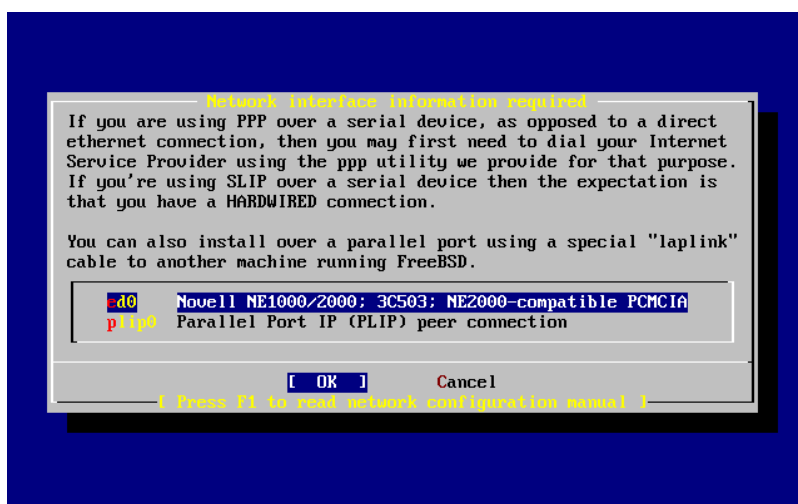 Network interface information required
If you are using PPP over a serial device, as opposed to a direct
ethernet connection, then you may first need to dial your Internet
Service Provider using the ppp utility we provide for that purpose.
If you're using SLIP over a serial device then the expectation is
that you have a HARDWIRED connection.
You can also install over a parallel port using a special "laplink"
cable to another machine running FreeBSD.
ed0 Novell NE1000/2000; 3C503; NE2000-compatible PCMCIA
plip0 Parallel Port IP (PLIP) peer connection
[ OK ] Cancel
[ Press F1 to read network configuration manual ]